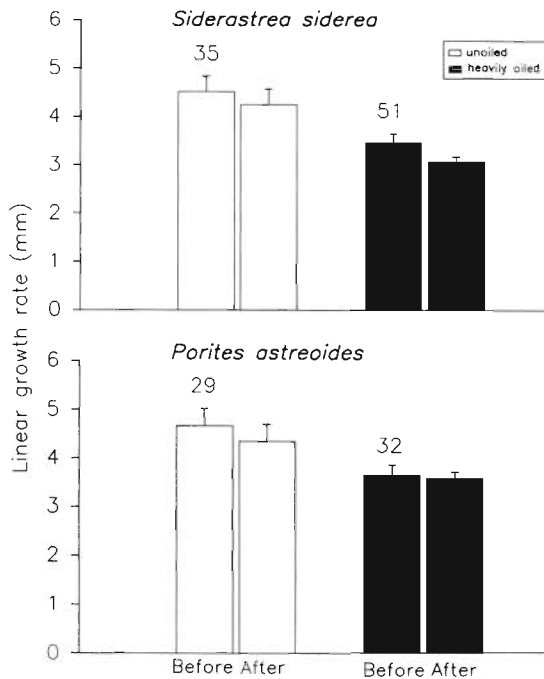 Siderastrea siderea
unoiled
heavily oiled
35
51
6
5
4
3
2
1
0
Linear growth rate (mm)
Porites astreoides
29
32
6
5
4
3
2
1
0
Before After
Before After